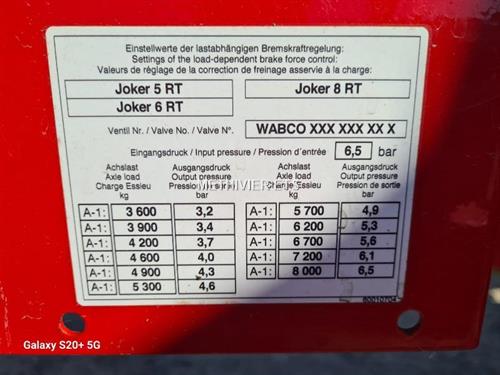 Einstellwerte der lastabhängigen Bremskraftregelung:
Settings of the load-dependent brake force control:
Valeurs de réglage de la correction de freinage asservie à la charge:
Joker 5 RT Joker 8 RT
Joker 6 RT
Ventil Nr. / Valve No. / Valve N°. WABCO XXX XXX XX X
Eingangsdruck / Input pressure / Pression d'entrée 6,5 bar
Achslast Ausgangsdruck Achslast Ausgangsdruck
Axle load Output pressure Axle load Output pressure
Charge Essieu Pression de sortie Charge Essieu Pression de sortie
kg bar kg bar
A-1: 3 600 3,2 A-1: 5 700 4,9
A-1: 3 900 3,4 A-1: 6 200 5,3
A-1: 4 200 3,7 A-1: 6 700 5,6
A-1: 4 600 4,0 A-1: 7 200 6,1
A-1: 4 900 4,3 A-1: 8 000 6,5
A-1: 5 300 4,6
80010704
Galaxy S20+ 5G